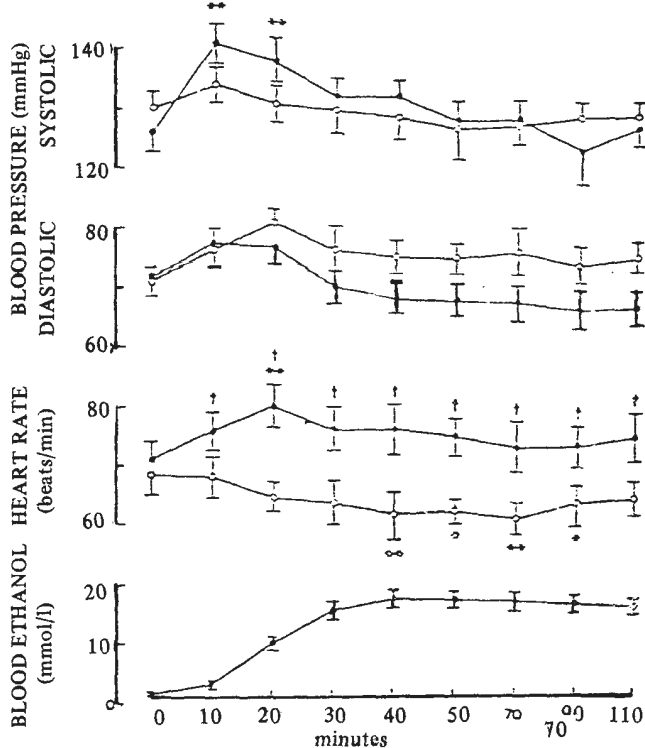 BLOOD PRESSURE (mmHg)
SYSTOLIC
140
120
DIASTOLIC
80
60
HEART RATE
(beats/min)
80
60
BLOOD ETHANOL
(mmol/l)
20
10
0
0 10 20 30 40 50 70 90 110
70
minutes